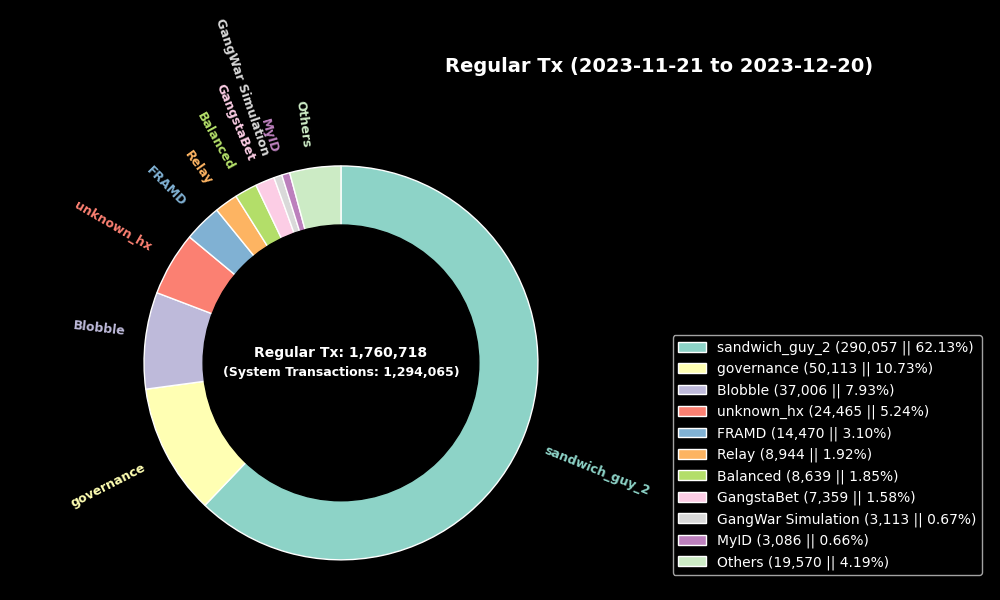 Regular Tx (2023-11-21 to 2023-12-20)
GangWar Simulation
GangstaBet
MyID
Others
Balanced
Relay
FRAMD
unknown_hx
Blobble
governance
sandwich_guy_2
Regular Tx: 1,760,718
(System Transactions: 1,294,065)
sandwich_guy_2 (290,057 || 62.13%)
governance (50,113 || 10.73%)
Blobble (37,006 || 7.93%)
unknown_hx (24,465 || 5.24%)
FRAMD (14,470 || 3.10%)
Relay (8,944 || 1.92%)
Balanced (8,639 || 1.85%)
GangstaBet (7,359 || 1.58%)
GangWar Simulation (3,113 || 0.67%)
MyID (3,086 || 0.66%)
Others (19,570 || 4.19%)